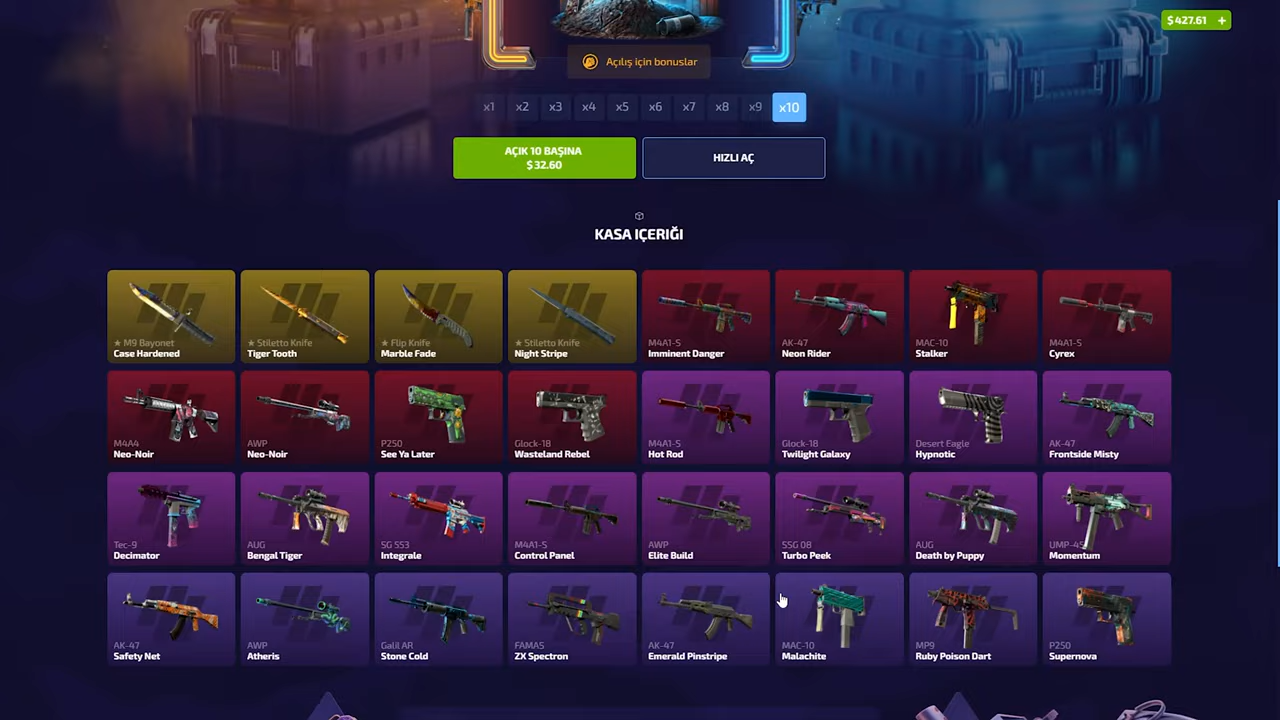 $427.61 +
Açılış için bonuslar
x1 x2 x3 x4 x5 x6 x7 x8 x9 x10
AÇIK 10 BAŞINA
$32.60
HIZLI AÇ
KASA IÇERIĞI
★ M9 Bayonet
Case Hardened
★ Stiletto Knife
Tiger Tooth
★ Flip Knife
Marble Fade
★ Stiletto Knife
Night Stripe
M4A1-S
Imminent Danger
AK-47
Neon Rider
MAC-10
Stalker
M4A1-S
Cyrex
M4A4
Neo-Noir
AWP
Neo-Noir
P250
See Ya Later
Glock-18
Wasteland Rebel
M4A1-S
Hot Rod
Glock-18
Twilight Galaxy
Desert Eagle
Hypnotic
AK-47
Frontside Misty
Tec-9
Decimator
AUG
Bengal Tiger
SG 553
Integrale
M4A1-S
Control Panel
AWP
Elite Build
SSG 08
Turbo Peek
AUG
Death by Puppy
UMP-45
Momentum
AK-47
Safety Net
AWP
Atheris
Galil AR
Stone Cold
FAMAS
ZX Spectron
AK-47
Emerald Pinstripe
MAC-10
Malachite
MP9
Ruby Poison Dart
P250
Supernova